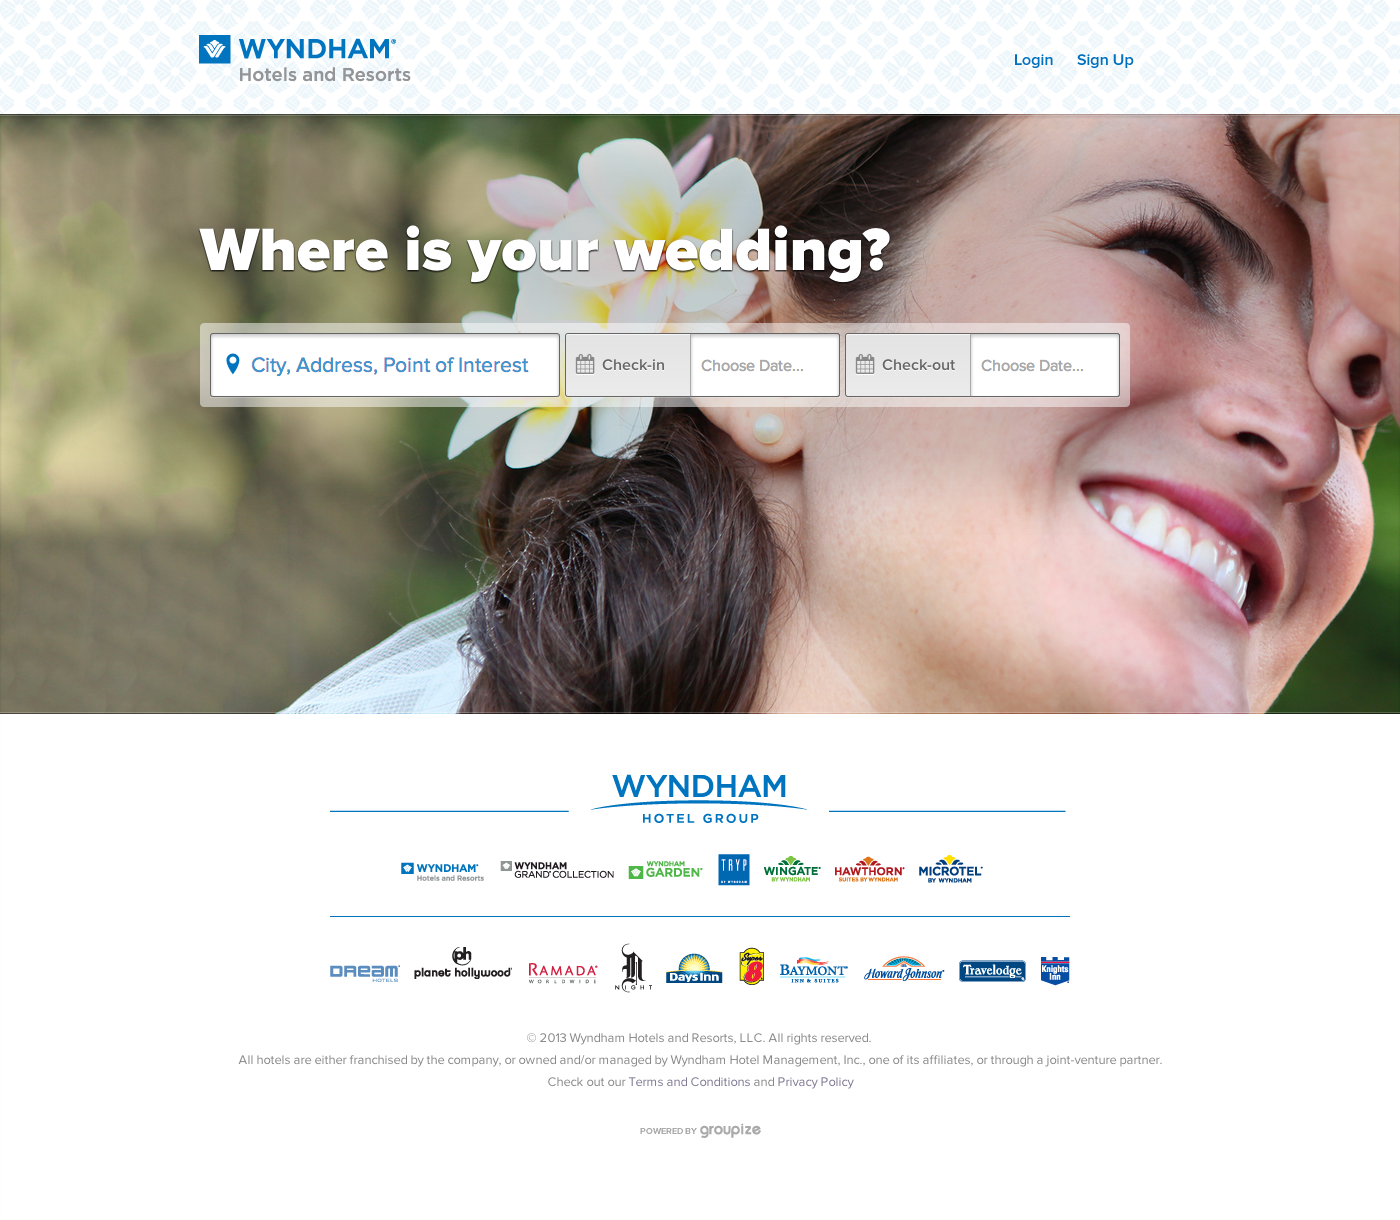 WYNDHAM®
Hotels and Resorts
Login Sign Up
Where is your wedding?
City, Address, Point of Interest Check-in Choose Date... Check-out Choose Date...
WYNDHAM
HOTEL GROUP
WYNDHAM Hotels and Resorts
WYNDHAM GRAND COLLECTION
WYNDHAM GARDEN
TRYP BY WYNDHAM
WINGATE BY WYNDHAM
HAWTHORN SUITES BY WYNDHAM
MICROTEL BY WYNDHAM
DREAM HOTELS
ph planet hollywood
RAMADA WORLDWIDE
NIGHT
Days Inn
Super 8
BAYMONT INN & SUITES
Howard Johnson
Travelodge
Knights Inn
© 2013 Wyndham Hotels and Resorts, LLC. All rights reserved.
All hotels are either franchised by the company, or owned and/or managed by Wyndham Hotel Management, Inc., one of its affiliates, or through a joint-venture partner.
Check out our Terms and Conditions and Privacy Policy
POWERED BY groupize